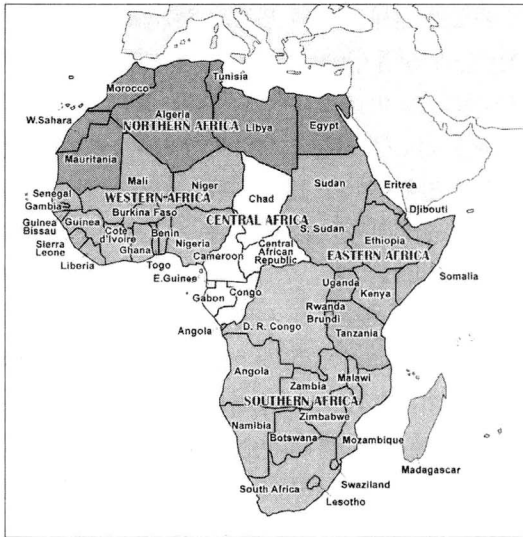 Tunisia
Morocco
Algeria
NORTHERN AFRICA
Libya
Egypt
W.Sahara
Mauritania
Mali
Niger
WESTERN AFRICA
Chad
Sudan
Eritrea
Senegal
Gambia
Burkina Faso
CENTRAL AFRICA
Djibouti
Guinea
Bissau
Guinea
Cote
d'Ivoire
Benin
Ghana
Nigeria
S. Sudan
Ethiopia
EASTERN AFRICA
Sierra
Leone
Liberia
Togo
Cameroon
Central
African
Republic
E.Guinee
Somalia
Uganda
Kenya
Gabon
Congo
Rwanda
Brundi
D. R. Congo
Angola
Tanzania
Angola
Zambia
Malawi
SOUTHERN AFRICA
Zimbabwe
Namibia
Botswana
Mozambique
Madagascar
Swaziland
South Africa
Lesotho